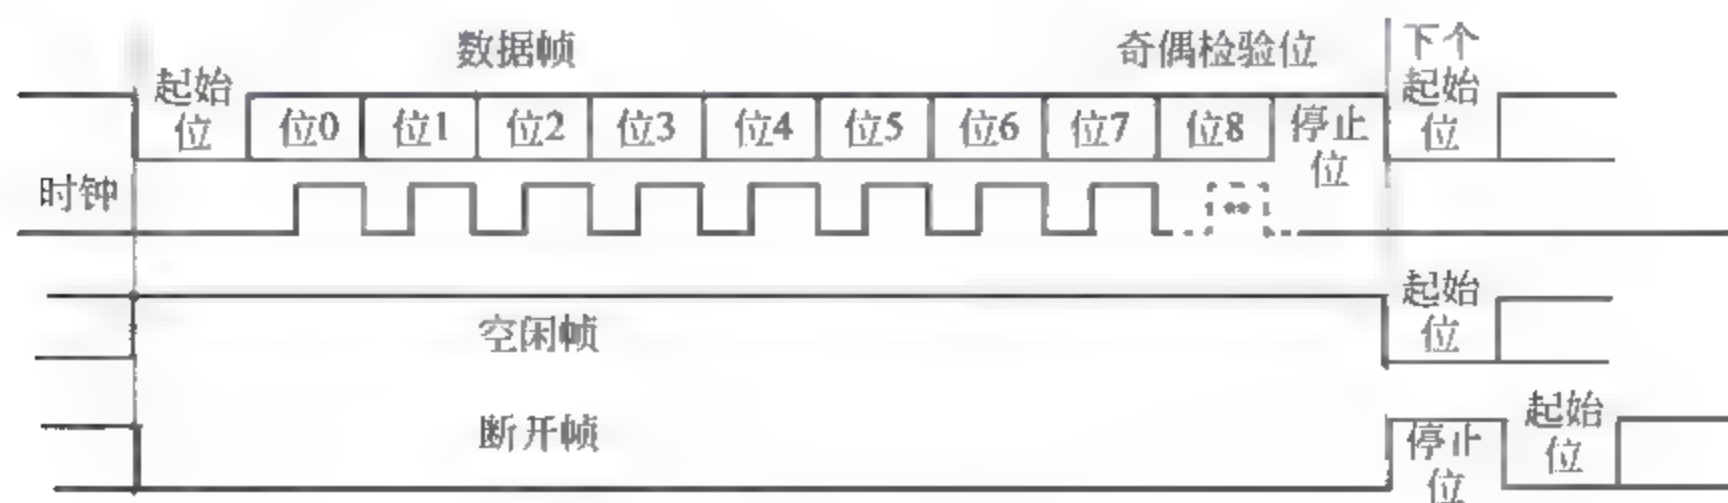 数据帧
奇偶检验位
下个
起始
位
起始
位
位0
位1
位2
位3
位4
位5
位6
位7
位8
停止
位
时钟
起始
位
空闲帧
断开帧
停止
位
起始
位